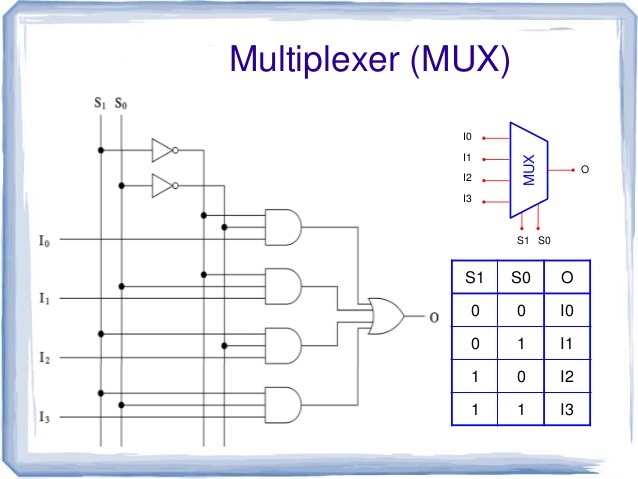 Multiplexer (MUX)
S1 S0
I0
I1
I2
I3
O
I0
I1
I2
I3
MUX
O
S1 S0
S1 S0 O
0 0 I0
0 1 I1
1 0 I2
1 1 I3